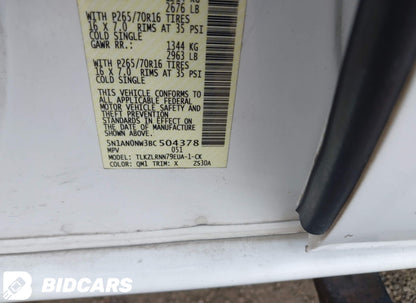 2676 LB
WITH P265/70R16 TIRES
16 X 7.0 RIMS AT 35 PSI
COLD SINGLE
GAWR RR.: 1344 KG
2963 LB
WITH P265/70R16 TIRES
16 X 7.0 RIMS AT 35 PSI
COLD SINGLE
THIS VEHICLE CONFORMS TO
ALL APPLICABLE FEDERAL
MOTOR VEHICLE SAFETY AND
THEFT PREVENTION
STANDARDS IN EFFECT ON
THE DATE OF MANUFACTURE
SHOWN ABOVE.
5N1AN0NW3BC504378
MPV 051
MODEL: TLKZLRNN79EUA-1-CX
COLOR: QM1 TRIM: X ZS30A
BIDCARS